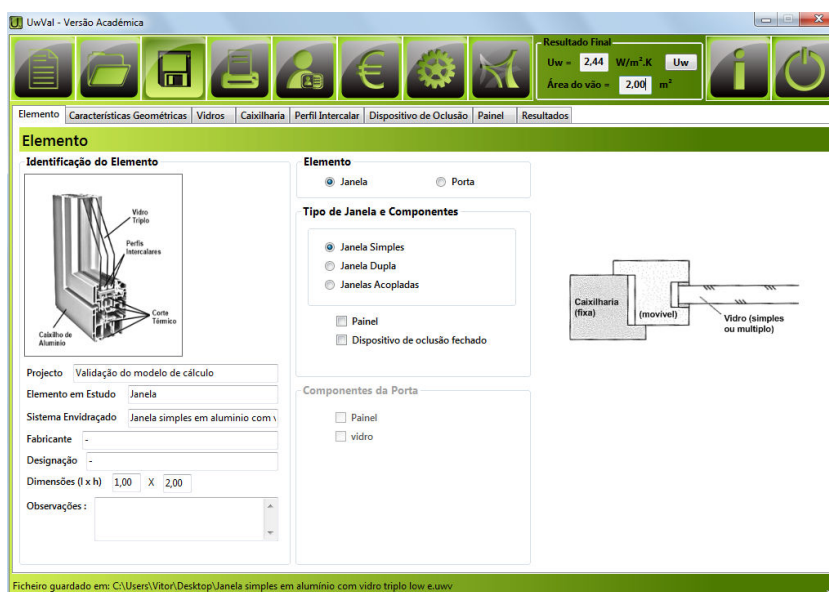 UwVal - Versão Académica
Resultado Final
Uw = 2,44 W/m².K Uw
Área do vão = 2,00 m²
Elemento Características Geométricas Vidros Caixilharia Perfil Intercalar Dispositivo de Oclusão Painel Resultados
Elemento
Identificação do Elemento
Vidro
Triplo
Perfis
Intercalares
Corte
Térmico
Caixilho de
Aluminio
Projecto Validação do modelo de cálculo
Elemento em Estudo Janela
Sistema Envidraçado Janela simples em aluminio com v
Fabricante -
Designação -
Dimensões (l x h) 1,00 X 2,00
Observações :
Elemento
Janela Porta
Tipo de Janela e Componentes
Janela Simples
Janela Dupla
Janelas Acopladas
Painel
Dispositivo de oclusão fechado
Componentes da Porta
Painel
vidro
Caixilharia
(fixa) (movível)
Vidro (simples
ou multiplo)
Ficheiro guardado em: C:\Users\Vitor\Desktop\Janela simples em alumínio com vidro triplo low e.uwv